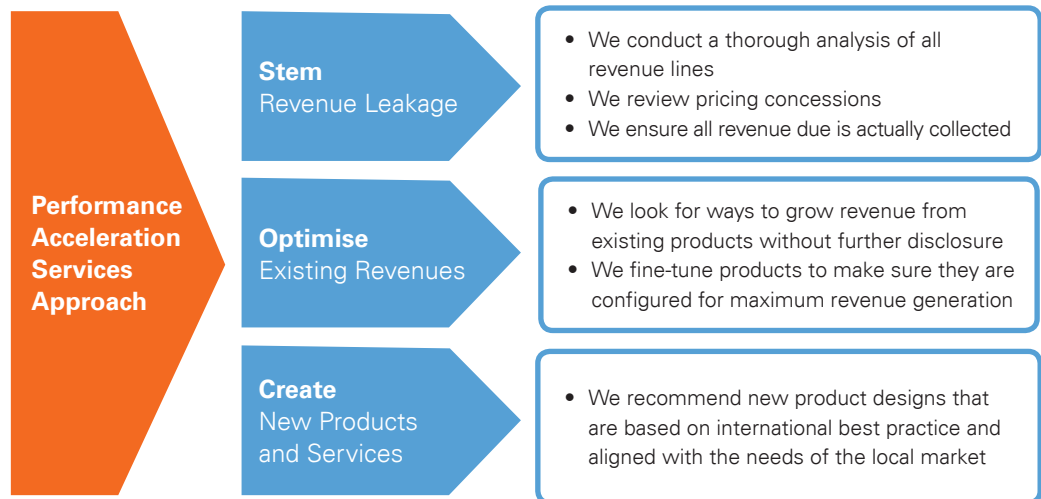 Performance
Acceleration
Services
Approach
Stem
Revenue Leakage
• We conduct a thorough analysis of all
revenue lines
• We review pricing concessions
• We ensure all revenue due is actually collected
Optimise
Existing Revenues
• We look for ways to grow revenue from
existing products without further disclosure
• We fine-tune products to make sure they are
configured for maximum revenue generation
Create
New Products
and Services
• We recommend new product designs that
are based on international best practice and
aligned with the needs of the local market